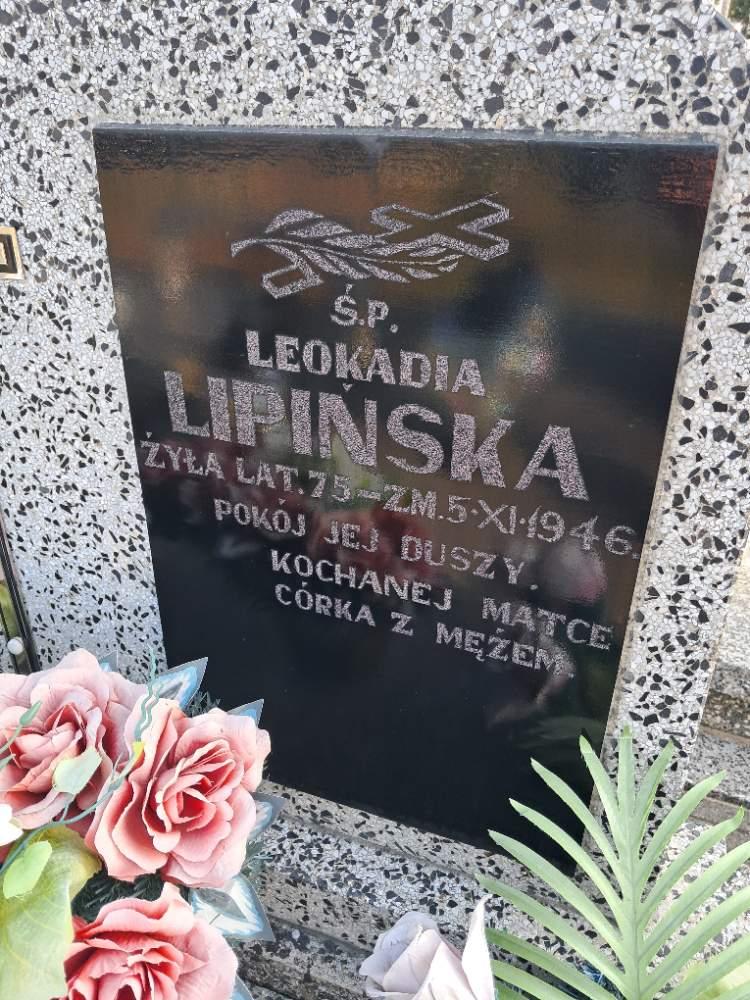 Ś.P.
LEOKADIA
LIPIŃSKA
ŻYŁA LAT.75-ZM.5·XI·1946.
POKÓJ JEJ DUSZY.
KOCHANEJ MATCE
CÓRKA Z MĘŻEM.